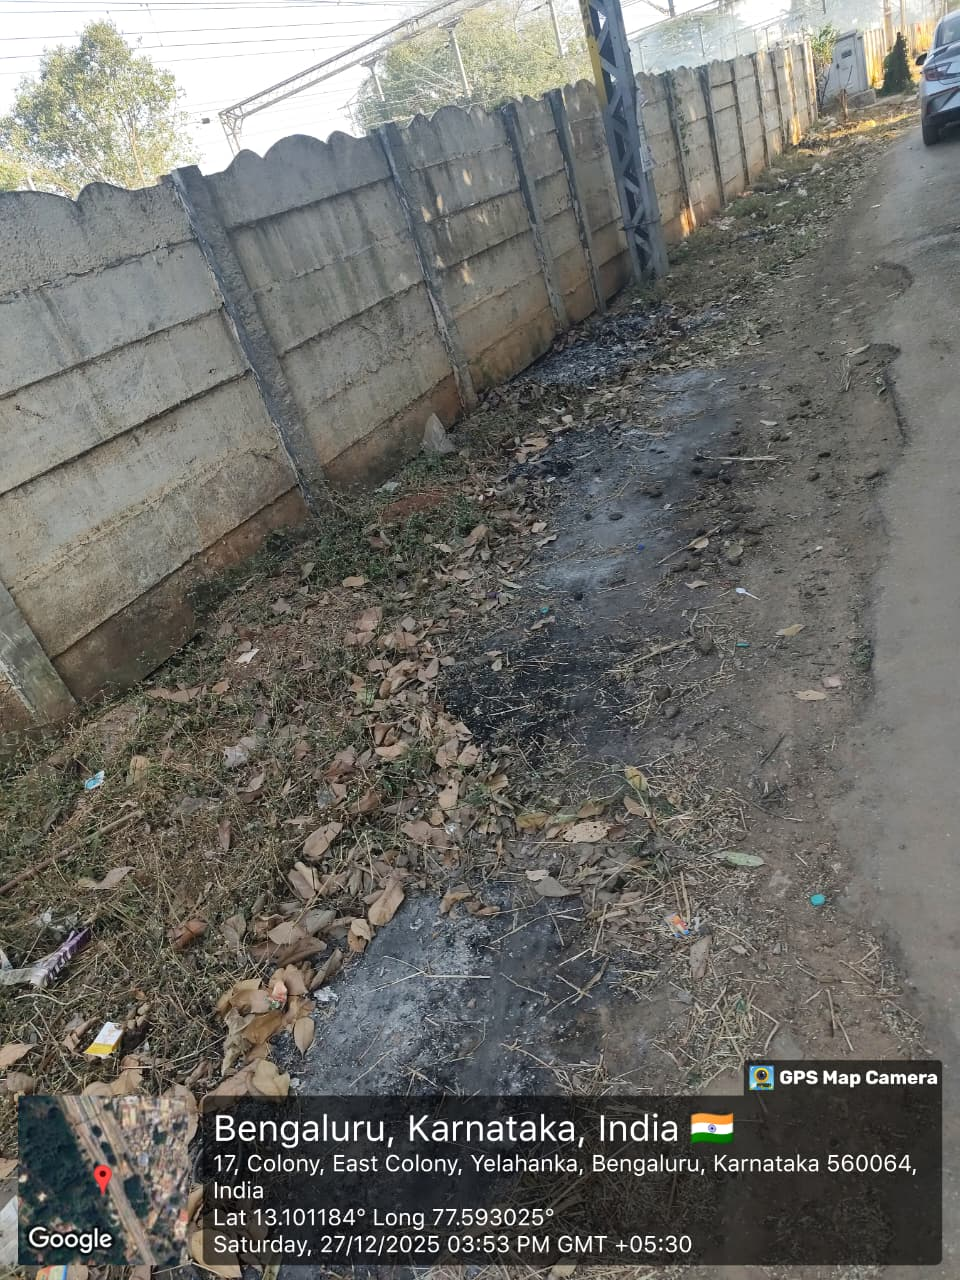 GPS Map Camera
Bengaluru, Karnataka, India 🇮🇳
17, Colony, East Colony, Yelahanka, Bengaluru, Karnataka 560064,
India
Lat 13.101184° Long 77.593025°
Saturday, 27/12/2025 03:53 PM GMT +05:30
Google